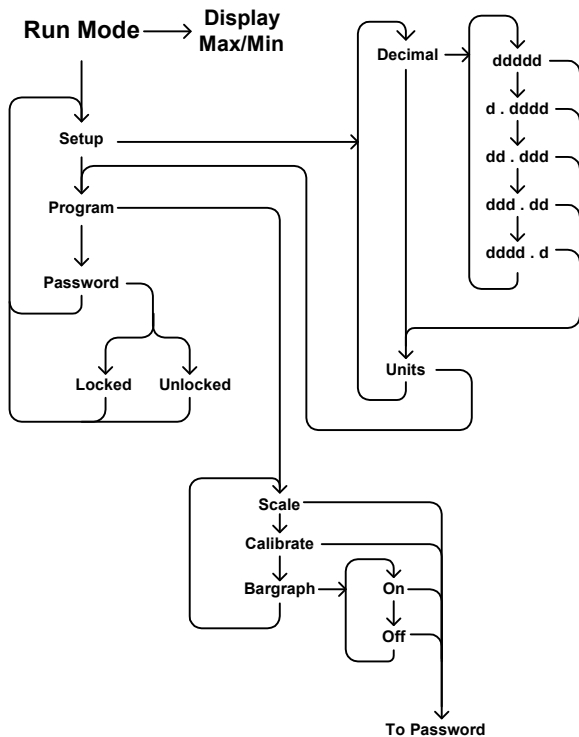 Run Mode
Display
Max/Min
Setup
Program
Password
Locked
Unlocked
Decimal
ddddd
d . dddd
dd . ddd
ddd . dd
dddd . d
Units
Scale
Calibrate
Bargraph
On
Off
To Password